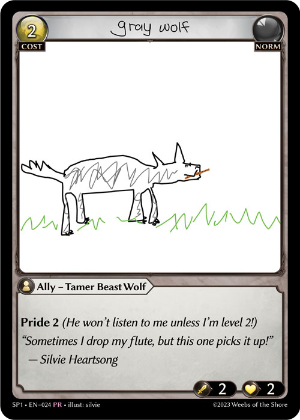 2
gray wolf
COST
NORM
Ally – Tamer Beast Wolf
Pride 2 (He won't listen to me unless I'm level 2!)
"Sometimes I drop my flute, but this one picks it up!"
— Silvie Heartsong
2 2
SP1 • EN-024 PR • illust: silvie
©2023 Weebs of the Shore